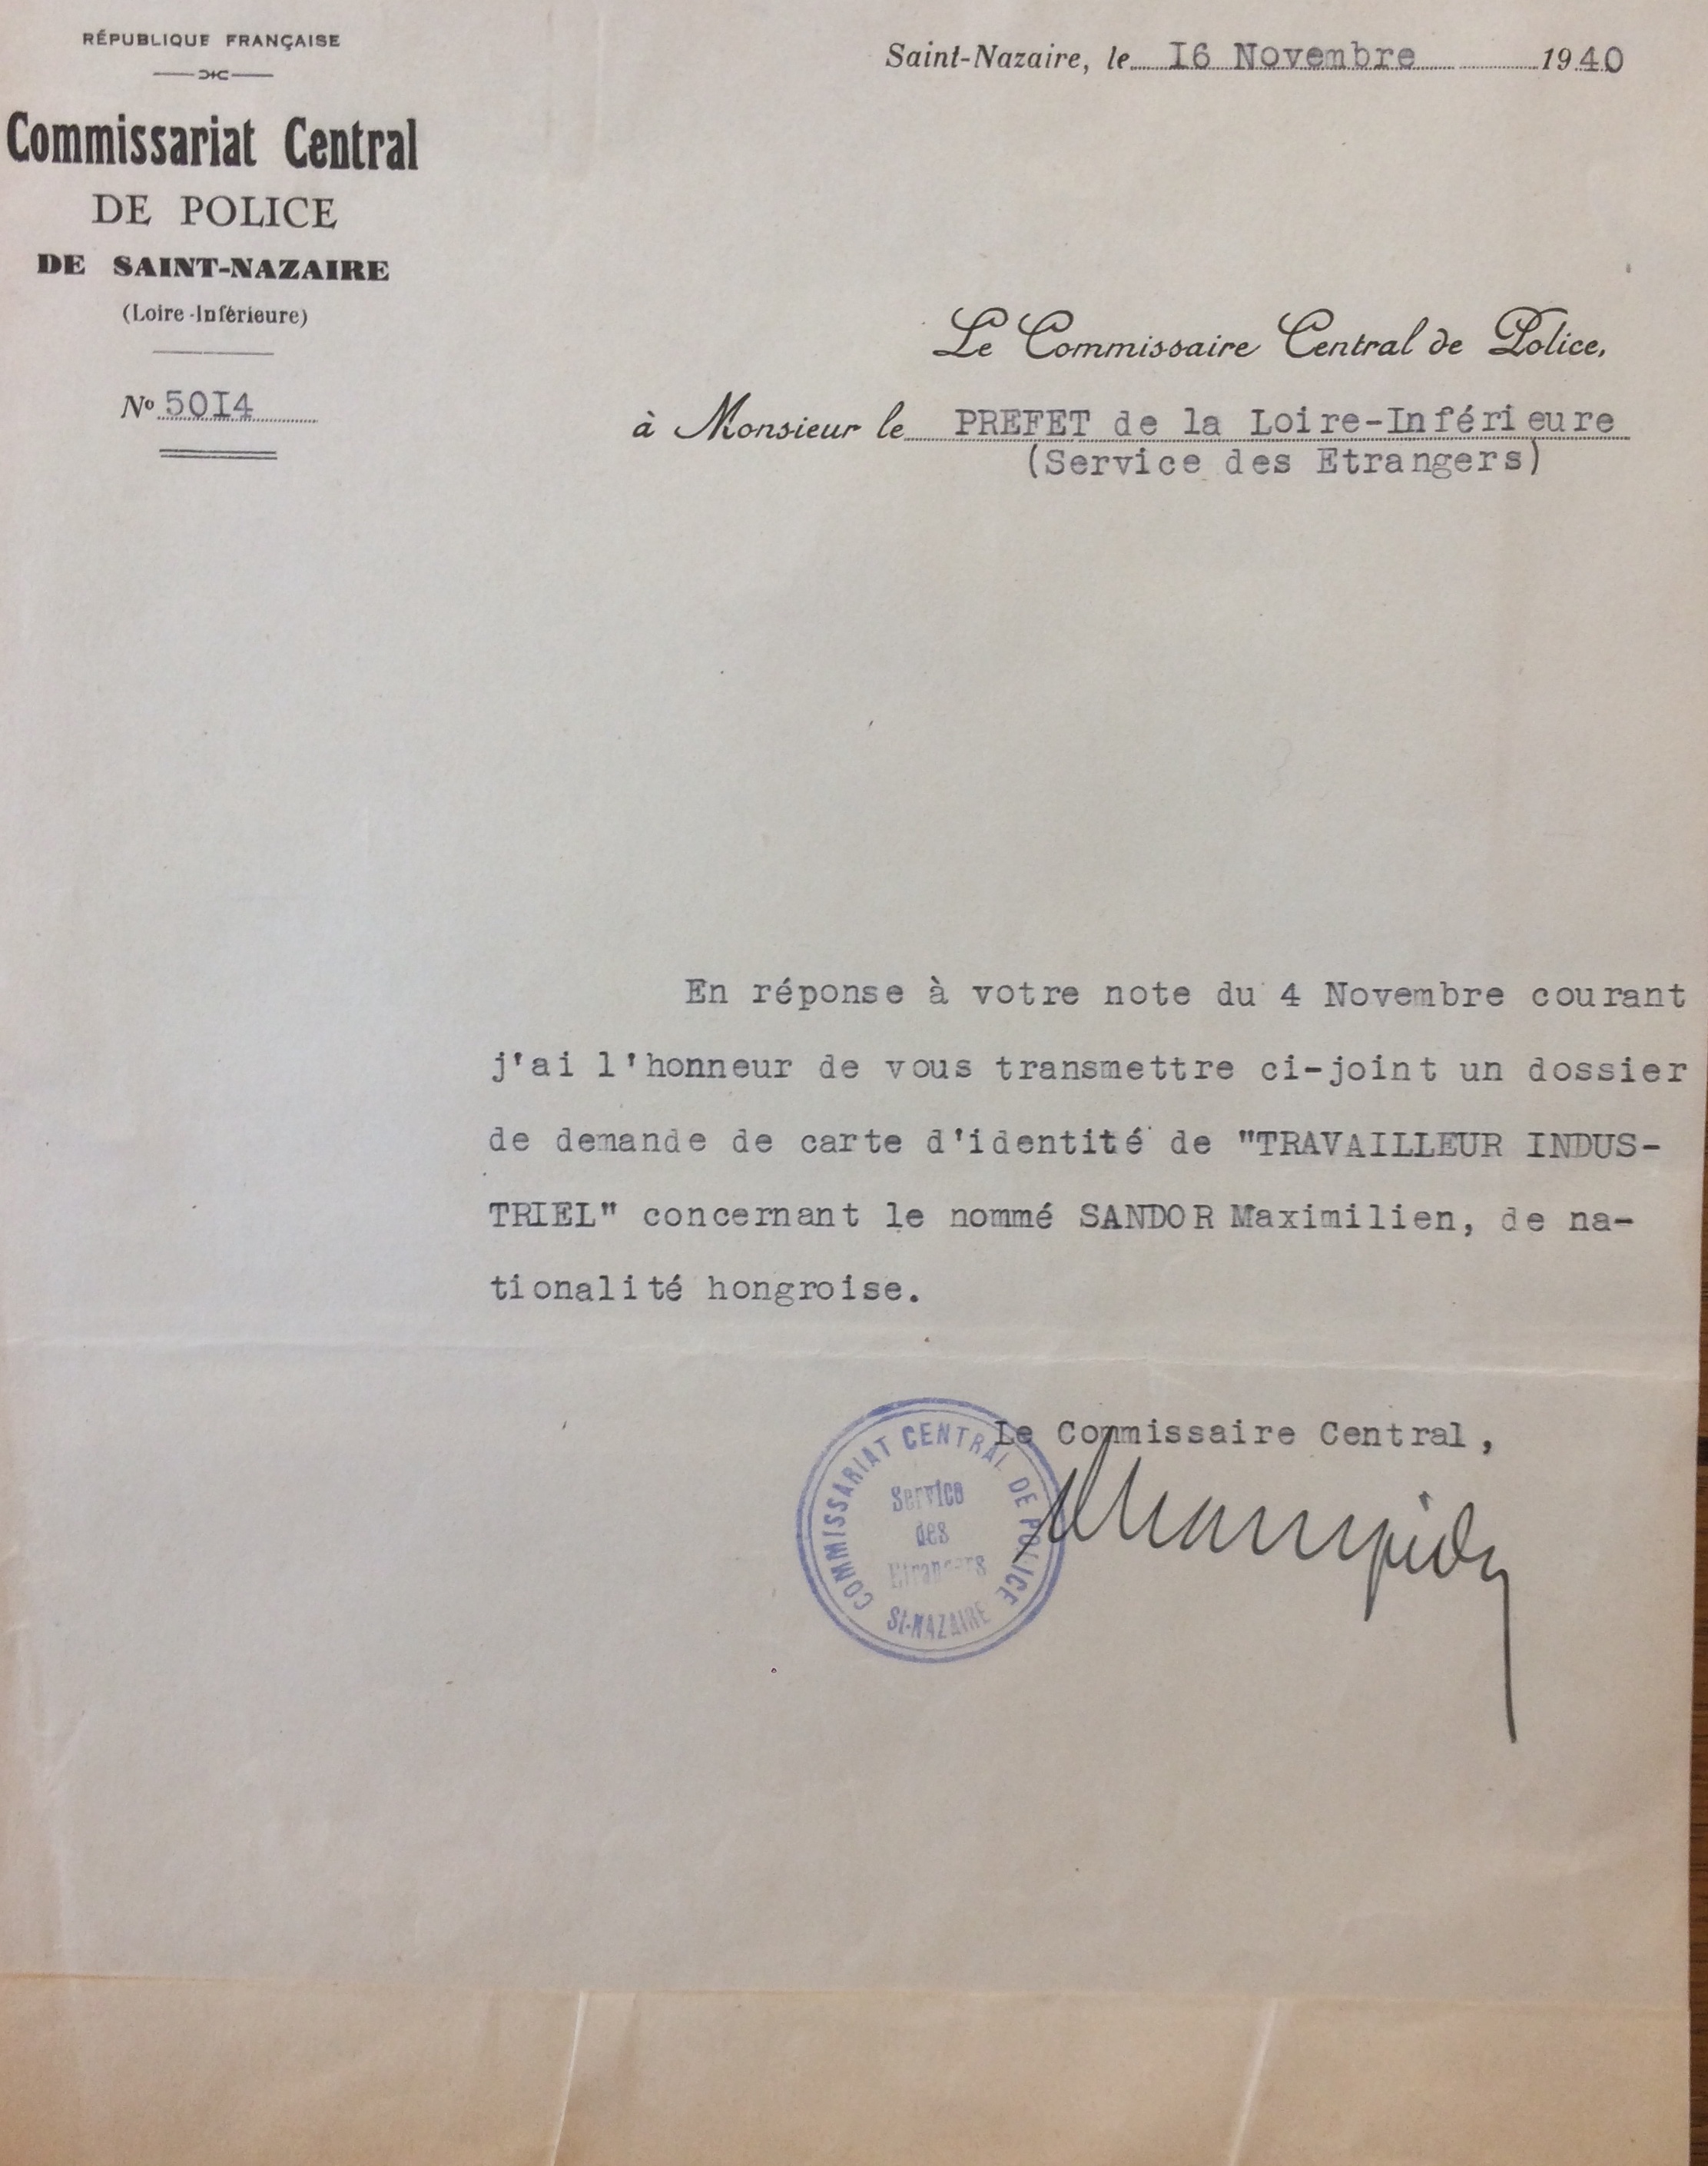 RÉPUBLIQUE FRANÇAISE
Commissariat Central
DE POLICE
DE SAINT-NAZAIRE
(Loire-Inférieure)
No 5014
Saint-Nazaire, le 16 Novembre 1940
Le Commissaire Central de Police,
à Monsieur le PREFET de la Loire-Inférieure
(Service des Etrangers)
En réponse à votre note du 4 Novembre courant
j'ai l'honneur de vous transmettre ci-joint un dossier
de demande de carte d'identité de "TRAVAILLEUR INDUS-
TRIEL" concernant le nommé SANDOR Maximilien, de na-
tionalité hongroise.
Le Commissaire Central,
COMMISSARIAT CENTRAL DE POLICE
Service
des
Etrangers
St-NAZAIRE